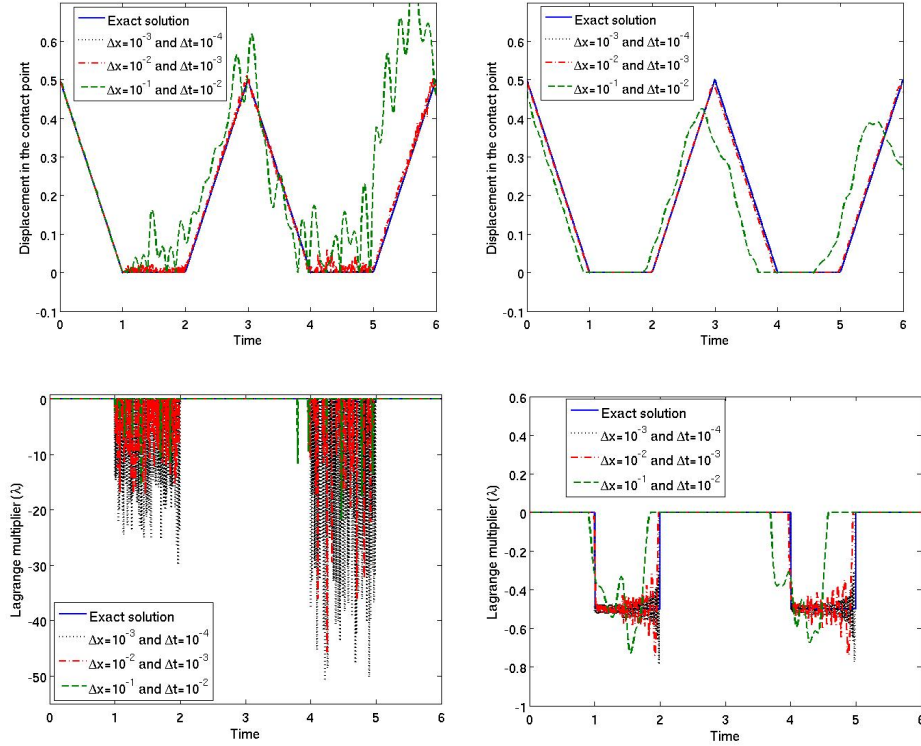 0.6
0.5
0.4
0.3
0.2
0.1
0
-0.1
Displacement in the contact point
Exact solution
Δx=10⁻³ and Δt=10⁻⁴
Δx=10⁻² and Δt=10⁻³
Δx=10⁻¹ and Δt=10⁻²
0 1 2 3 4 5 6
Time
0.6
0.5
0.4
0.3
0.2
0.1
0
-0.1
Displacement in the contact point
Exact solution
Δx=10⁻³ and Δt=10⁻⁴
Δx=10⁻² and Δt=10⁻³
Δx=10⁻¹ and Δt=10⁻²
0 1 2 3 4 5 6
Time
0
-10
-20
-30
-40
-50
Lagrange multiplier (λ)
Exact solution
Δx=10⁻³ and Δt=10⁻⁴
Δx=10⁻² and Δt=10⁻³
Δx=10⁻¹ and Δt=10⁻²
0 1 2 3 4 5 6
Time
0.6
0.4
0.2
0
-0.2
-0.4
-0.6
-0.8
-1
Lagrange multiplier (λ)
Exact solution
Δx=10⁻³ and Δt=10⁻⁴
Δx=10⁻² and Δt=10⁻³
Δx=10⁻¹ and Δt=10⁻²
0 1 2 3 4 5 6
Time